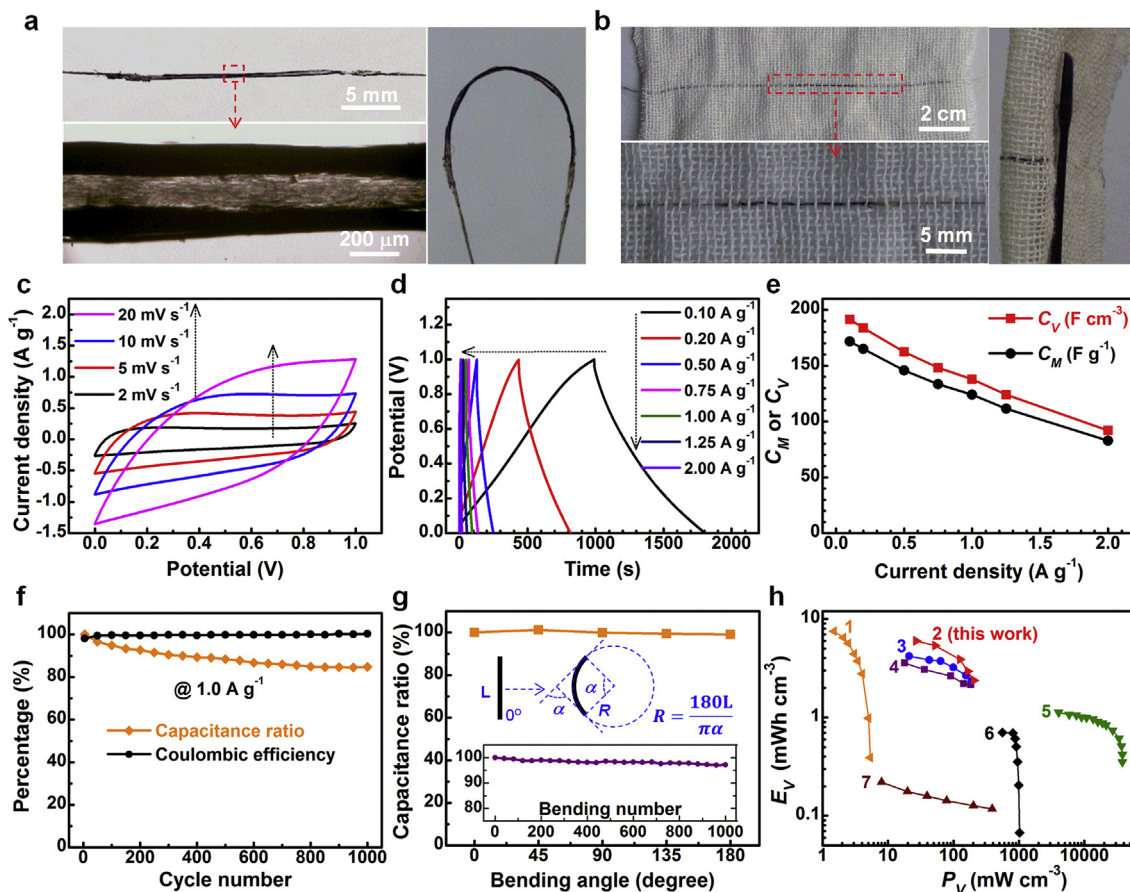 a
5 mm
200 μm
b
2 cm
5 mm
c
Current density (A g⁻¹)
2.0
1.5
1.0
0.5
0.0
-0.5
-1.0
-1.5
20 mV s⁻¹
10 mV s⁻¹
5 mV s⁻¹
2 mV s⁻¹
0.0 0.2 0.4 0.6 0.8 1.0
Potential (V)
d
Potential (V)
1.2
1.0
0.8
0.6
0.4
0.2
0.0
0.10 A g⁻¹
0.20 A g⁻¹
0.50 A g⁻¹
0.75 A g⁻¹
1.00 A g⁻¹
1.25 A g⁻¹
2.00 A g⁻¹
0 500 1000 1500 2000
Time (s)
e
C_M or C_V
200
150
100
50
0
C_V (F cm⁻³)
C_M (F g⁻¹)
0.0 0.5 1.0 1.5 2.0
Current density (A g⁻¹)
f
Percentage (%)
120
100
80
60
40
20
0
@ 1.0 A g⁻¹
Capacitance ratio
Coulombic efficiency
0 200 400 600 800 1000
Cycle number
g
Capacitance ratio (%)
120
100
80
60
40
20
0
L
0°
α
α
R
R = 180L/πα
100
90
80
Bending number
0 200 400 600 800 1000
0 45 90 135 180
Bending angle (degree)
h
E_V (mWh cm⁻³)
10
1
0.1
1
2 (this work)
3
4
5
6
7
1 10 100 1000 10000
P_V (mW cm⁻³)